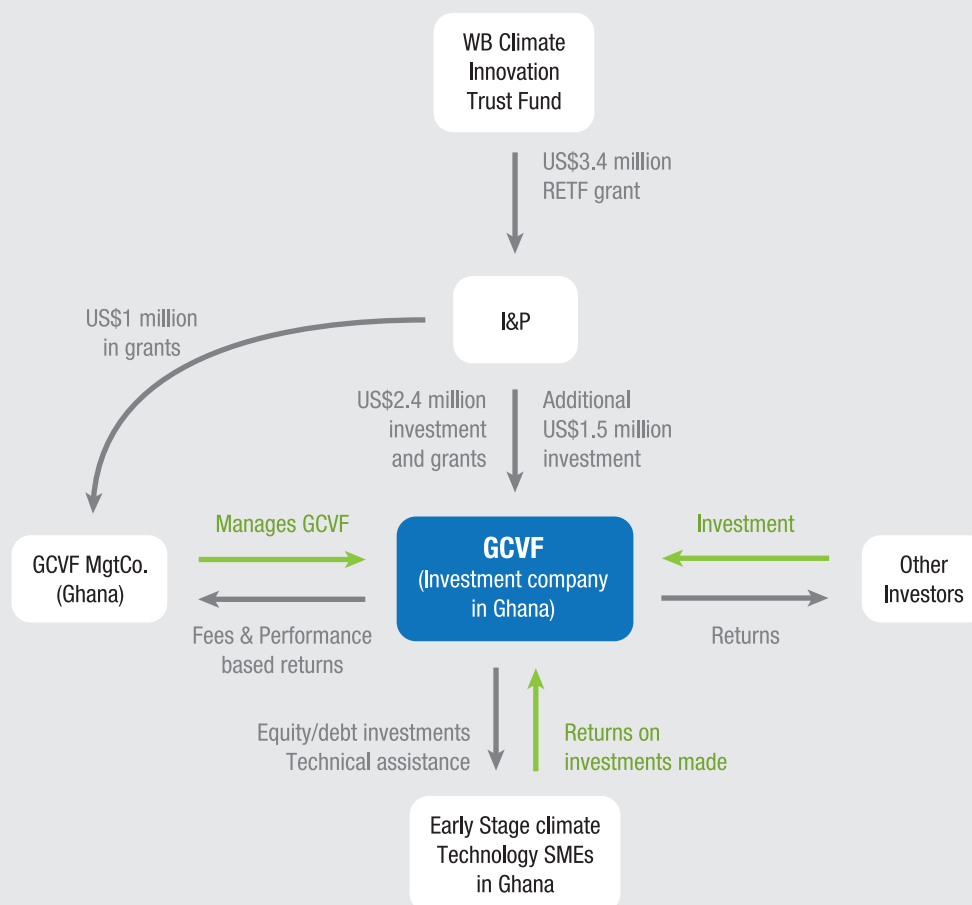 WB Climate
Innovation
Trust Fund
US$3.4 million
RETF grant
I&P
US$1 million
in grants
US$2.4 million
investment
and grants
Additional
US$1.5 million
investment
Manages GCVF
GCVF MgtCo.
(Ghana)
Fees & Performance
based returns
GCVF
(Investment company
in Ghana)
Investment
Other
Investors
Returns
Equity/debt investments
Technical assistance
Returns on
investments made
Early Stage climate
Technology SMEs
in Ghana